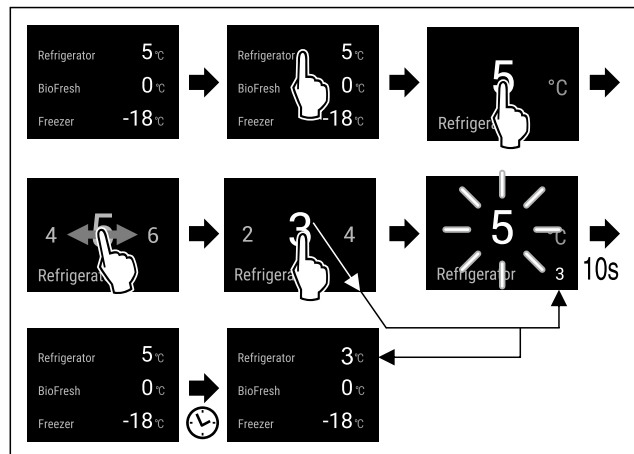 Refrigerator 5 °C
BioFresh 0 °C
Freezer -18 °C
Refrigerator 5 °C
BioFresh 0 °C
Freezer -18 °C
5 °C
Refrigera
4 5 6
Refrigerat
2 3 4
Refrigera
5 °C
Refrigerator 3
10s
Refrigerator 5 °C
BioFresh 0 °C
Freezer -18 °C
Refrigerator 3 °C
BioFresh 0 °C
Freezer -18 °C